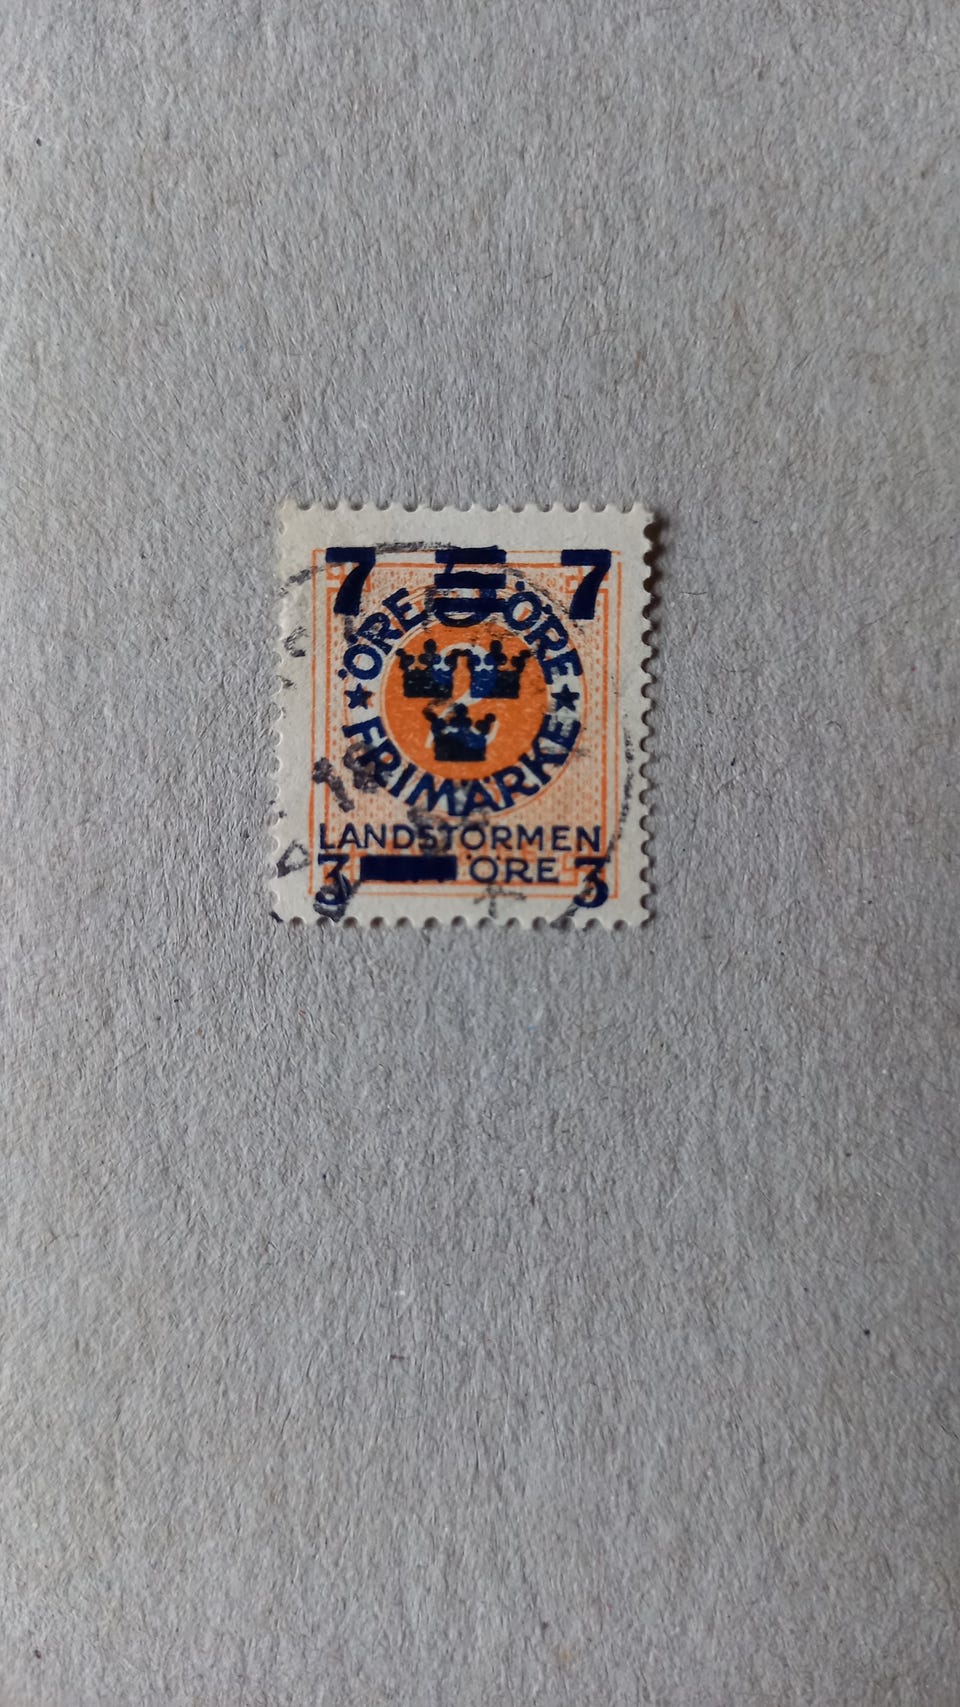 7 7
ÖRE ÖRE
★ FRIMÄRKE ★
LANDSTORMEN
3 ÖRE 3